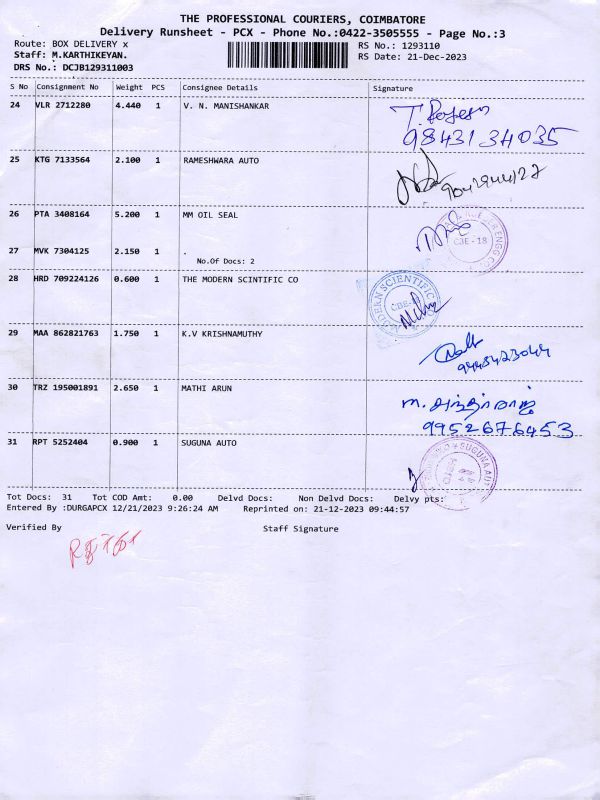 THE PROFESSIONAL COURIERS, COIMBATORE
Delivery Runsheet - PCX - Phone No.:0422-3505555 - Page No.:3
Route: BOX DELIVERY x RS No.: 1293110
Staff: M.KARTHIKEYAN. RS Date: 21-Dec-2023
DRS No.: DCJB129311003
S No Consignment No Weight PCS Consignee Details Signature
24 VLR 2712280 4.440 1 V. N. MANISHANKAR
9843134035
25 KTG 7133564 2.100 1 RAMESHWARA AUTO
26 PTA 3408164 5.200 1 MM OIL SEAL
CBE-18
27 MVK 7304125 2.150 1 .
No.Of Docs: 2
28 HRD 709224126 0.600 1 THE MODERN SCINTIFIC CO
MODERN SCIENTIFIC
29 MAA 862821763 1.750 1 K.V KRISHNAMUTHY
9443423044
30 TRZ 195001891 2.650 1 MATHI ARUN
9952676453
31 RPT 5252404 0.900 1 SUGUNA AUTO
SUGUNA AUT
Tot Docs: 31 Tot COD Amt: 0.00 Delvd Docs: Non Delvd Docs: Delvy pts:
Entered By :DURGAPCX 12/21/2023 9:26:24 AM Reprinted on: 21-12-2023 09:44:57
Verified By Staff Signature